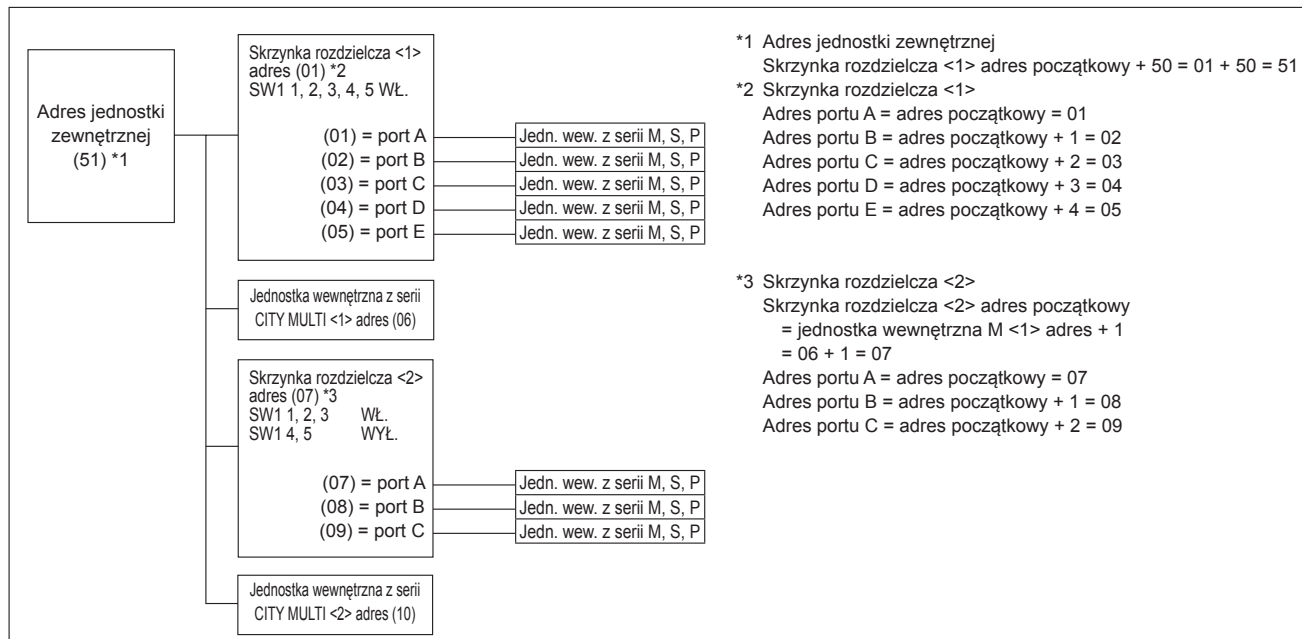 Adres jednostki
zewnętrznej
(51) *1
Skrzynka rozdzielcza <1>
adres (01) *2
SW1 1, 2, 3, 4, 5 WŁ.
(01) = port A
(02) = port B
(03) = port C
(04) = port D
(05) = port E
Jedn. wew. z serii M, S, P
Jedn. wew. z serii M, S, P
Jedn. wew. z serii M, S, P
Jedn. wew. z serii M, S, P
Jedn. wew. z serii M, S, P
Jednostka wewnętrzna z serii
CITY MULTI <1> adres (06)
Skrzynka rozdzielcza <2>
adres (07) *3
SW1 1, 2, 3 WŁ.
SW1 4, 5 WYŁ.
(07) = port A
(08) = port B
(09) = port C
Jedn. wew. z serii M, S, P
Jedn. wew. z serii M, S, P
Jedn. wew. z serii M, S, P
Jednostka wewnętrzna z serii
CITY MULTI <2> adres (10)
*1 Adres jednostki zewnętrznej
Skrzynka rozdzielcza <1> adres początkowy + 50 = 01 + 50 = 51
*2 Skrzynka rozdzielcza <1>
Adres portu A = adres początkowy = 01
Adres portu B = adres początkowy + 1 = 02
Adres portu C = adres początkowy + 2 = 03
Adres portu D = adres początkowy + 3 = 04
Adres portu E = adres początkowy + 4 = 05
*3 Skrzynka rozdzielcza <2>
Skrzynka rozdzielcza <2> adres początkowy
= jednostka wewnętrzna M <1> adres + 1
= 06 + 1 = 07
Adres portu A = adres początkowy = 07
Adres portu B = adres początkowy + 1 = 08
Adres portu C = adres początkowy + 2 = 09